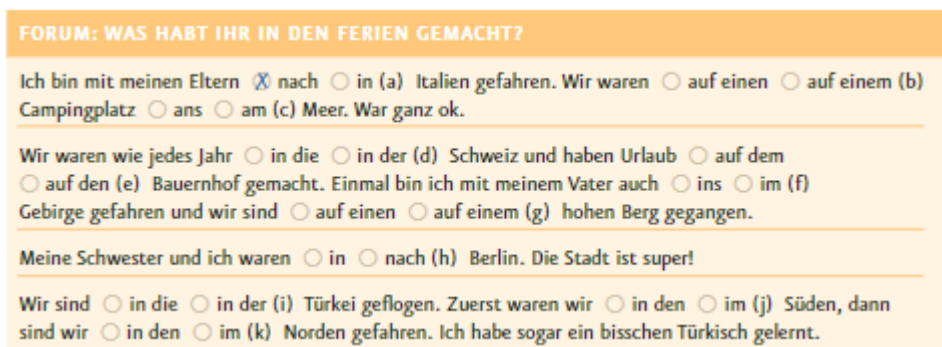 FORUM: WAS HABT IHR IN DEN FERIEN GEMACHT?
Ich bin mit meinen Eltern ⊗ nach ○ in (a) Italien gefahren. Wir waren ○ auf einen ○ auf einem (b)
Campingplatz ○ ans ○ am (c) Meer. War ganz ok.
Wir waren wie jedes Jahr ○ in die ○ in der (d) Schweiz und haben Urlaub ○ auf dem
○ auf den (e) Bauernhof gemacht. Einmal bin ich mit meinem Vater auch ○ ins ○ im (f)
Gebirge gefahren und wir sind ○ auf einen ○ auf einem (g) hohen Berg gegangen.
Meine Schwester und ich waren ○ in ○ nach (h) Berlin. Die Stadt ist super!
Wir sind ○ in die ○ in der (i) Türkei geflogen. Zuerst waren wir ○ in den ○ im (j) Süden, dann
sind wir ○ in den ○ im (k) Norden gefahren. Ich habe sogar ein bisschen Türkisch gelernt.